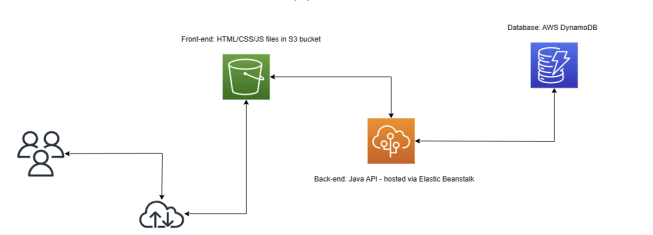 Database: AWS DynamoDB
Front-end: HTML/CSS/JS files in S3 bucket
Back-end: Java API - hosted via Elastic Beanstalk